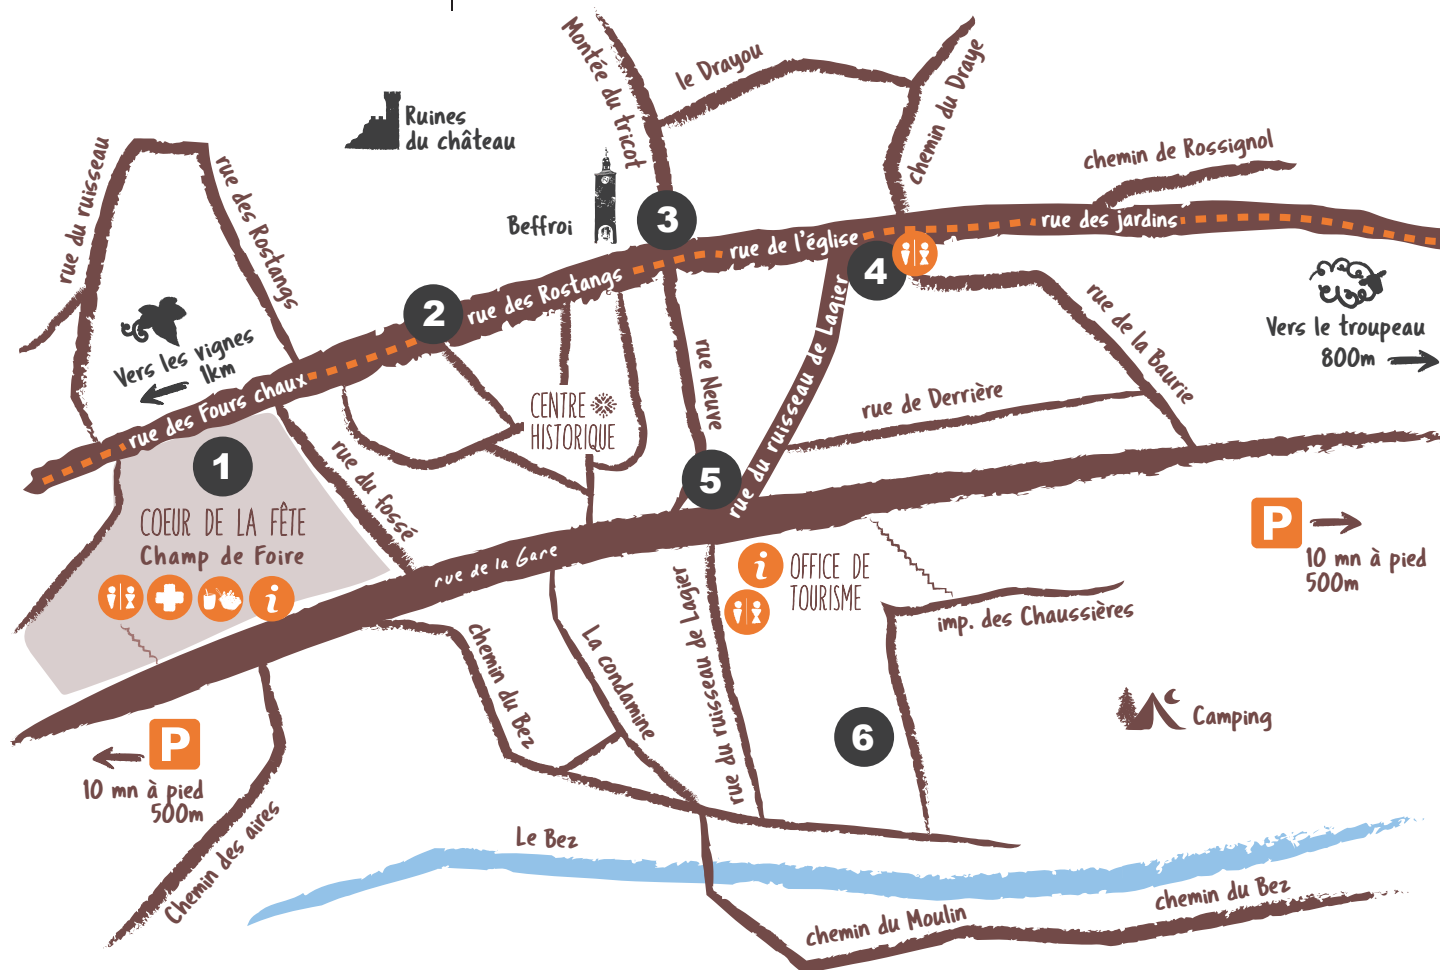 Montée du tricot
le Drayou
chemin du Draye
Ruines
du château
rue du ruisseau
rue des Rostangs
chemin de Rossignol
Beffroi
3
rue de l'église
rue des jardins
4
2
rue des Rostangs
rue du ruisseau de Lagier
rue de la Baurie
Vers le troupeau
800m
Vers les vignes
1km
rue des Fours chaux
rue Neuve
CENTRE
HISTORIQUE
rue de Derrière
1
rue du fossé
5
COEUR DE LA FÊTE
Champ de Foire
i
rue de la Gare
i
OFFICE DE
TOURISME
P
10 mn à pied
500m
imp. des Chaussières
rue du ruisseau de Lagier
La condamine
chemin du Bez
6
Camping
P
10 mn à pied
500m
Chemin des aires
Le Bez
chemin du Moulin
chemin du Bez